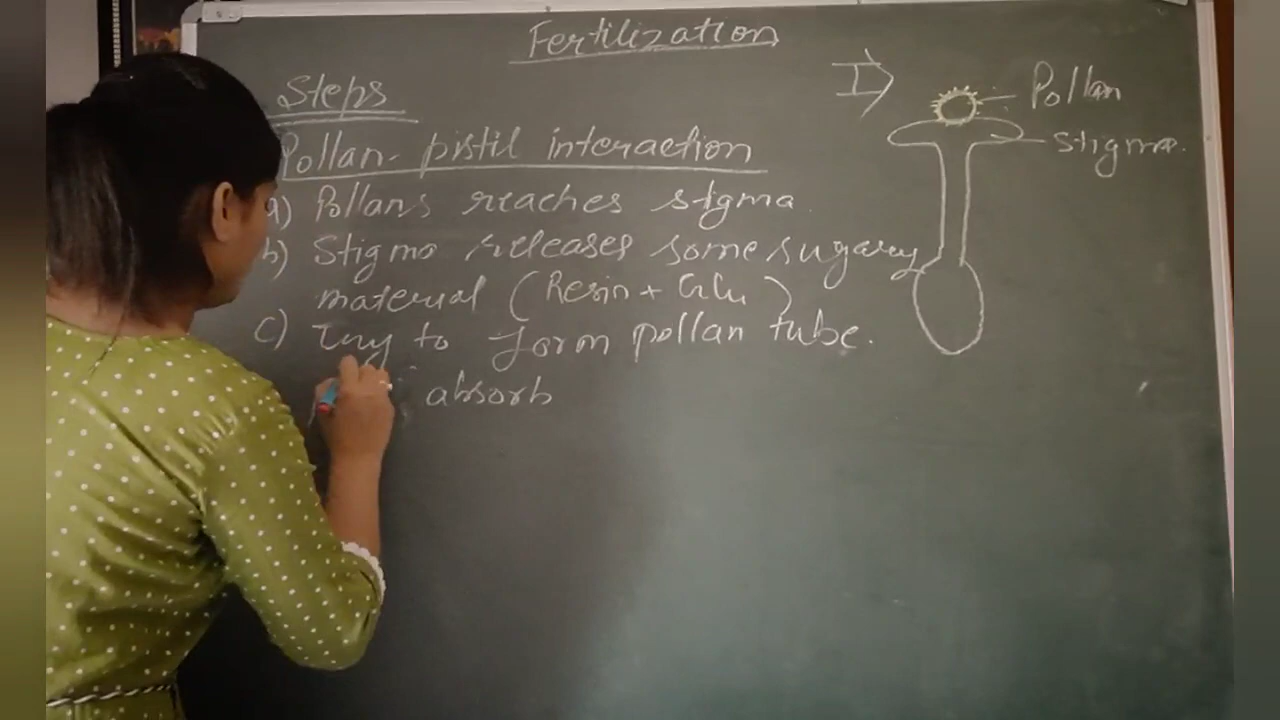 Fertilization
Steps
Pollan - pistil interaction
a) Pollans reaches stigma.
b) Stigma releases some sugarry
material (Resin + Glu)
c) Try to form pollan tube.
absorb
I
Pollan
Stigma.